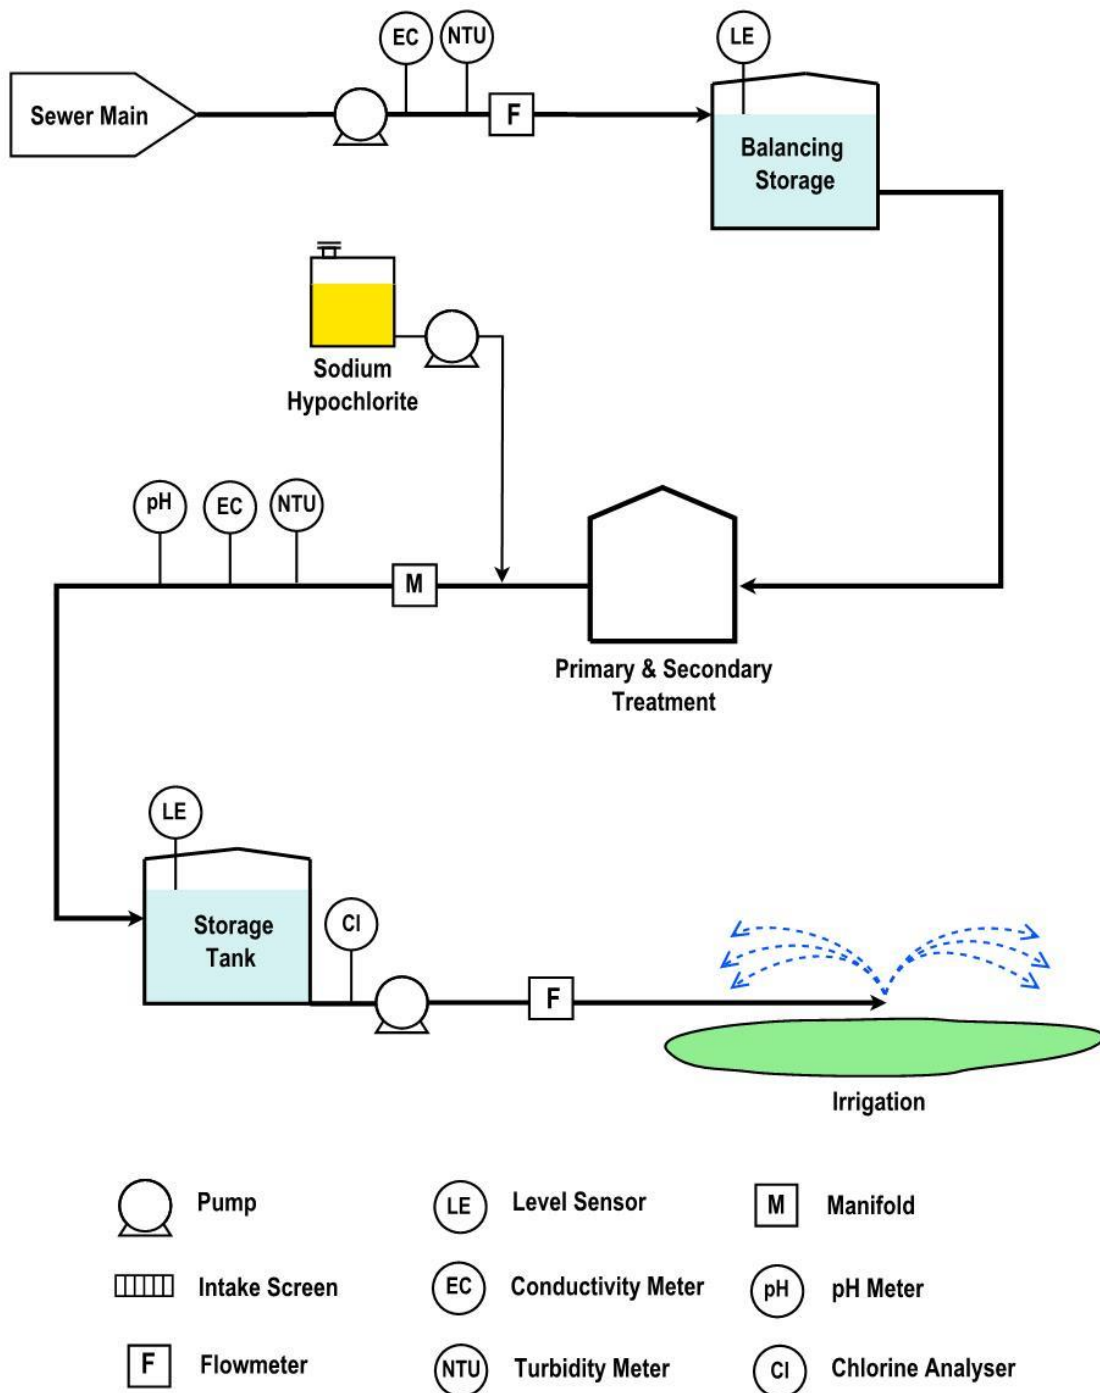 EC
NTU
LE
Sewer Main
F
Balancing
Storage
Sodium
Hypochlorite
pH
EC
NTU
M
Primary & Secondary
Treatment
LE
Storage
Tank
Cl
F
Irrigation
Pump
LE
Level Sensor
M
Manifold
Intake Screen
EC
Conductivity Meter
pH
pH Meter
F
Flowmeter
NTU
Turbidity Meter
Cl
Chlorine Analyser